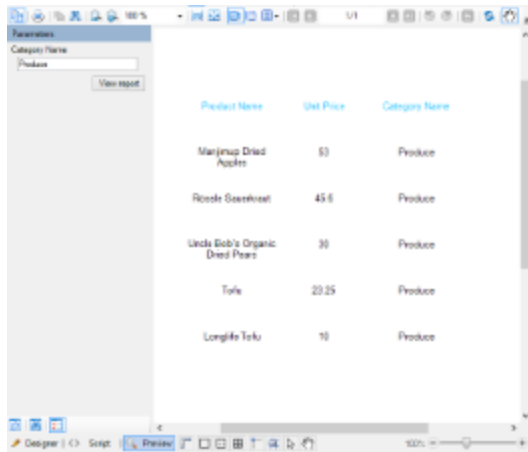 100 %
1/1
Parameters
Category Name
Produce
View report
Product Name Unit Price Category Name
Manjimup Dried Apples 53 Produce
Rössle Sauerkraut 45.6 Produce
Uncle Bob's Organic Dried Pears 30 Produce
Tofu 23.25 Produce
Longlife Tofu 10 Produce
Designer Script Preview 100%